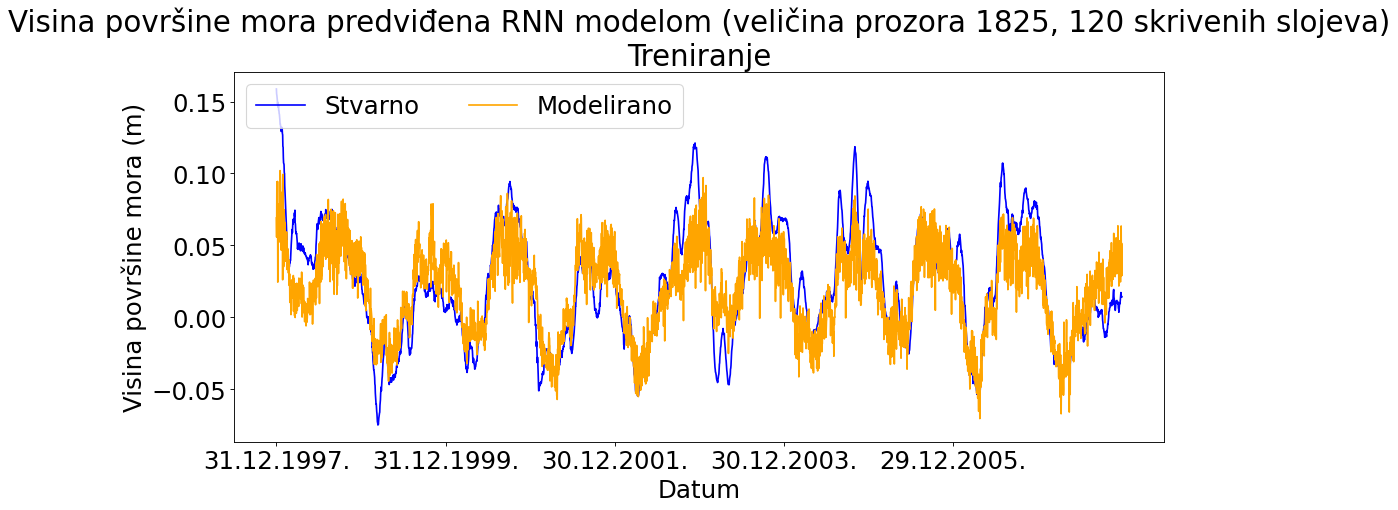 Visina površine mora predviđena RNN modelom (veličina prozora 1825, 120 skrivenih slojeva)
Treniranje
Stvarno Modelirano
Visina površine mora (m)
0.15
0.10
0.05
0.00
−0.05
31.12.1997. 31.12.1999. 30.12.2001. 30.12.2003. 29.12.2005.
Datum